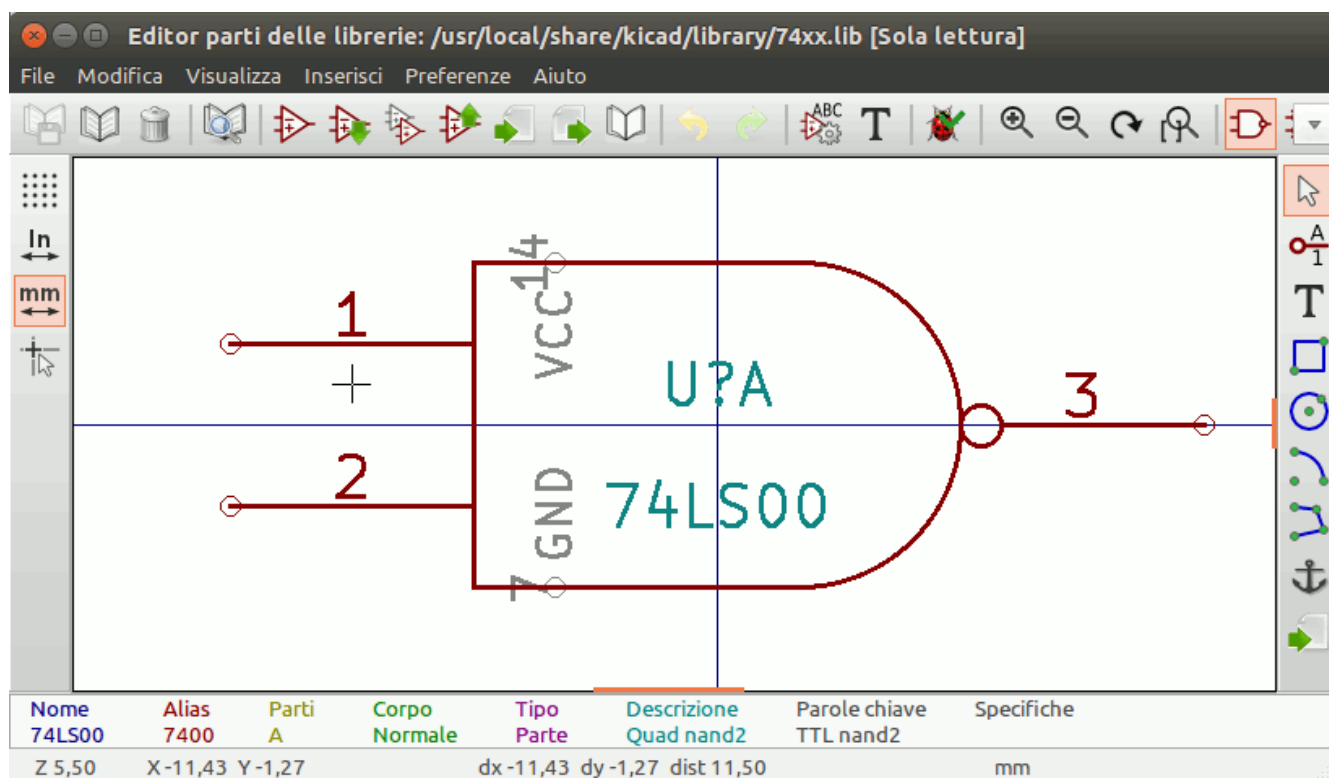 Editor parti delle librerie: /usr/local/share/kicad/library/74xx.lib [Sola lettura]
File Modifica Visualizza Inserisci Preferenze Aiuto
ABC
T
In
mm
A
1
T
14
VCC
1
U?A
3
2
GND
74LS00
7
Nome Alias Parti Corpo Tipo Descrizione Parole chiave Specifiche
74LS00 7400 A Normale Parte Quad nand2 TTL nand2
Z 5,50 X -11,43 Y -1,27 dx -11,43 dy -1,27 dist 11,50 mm